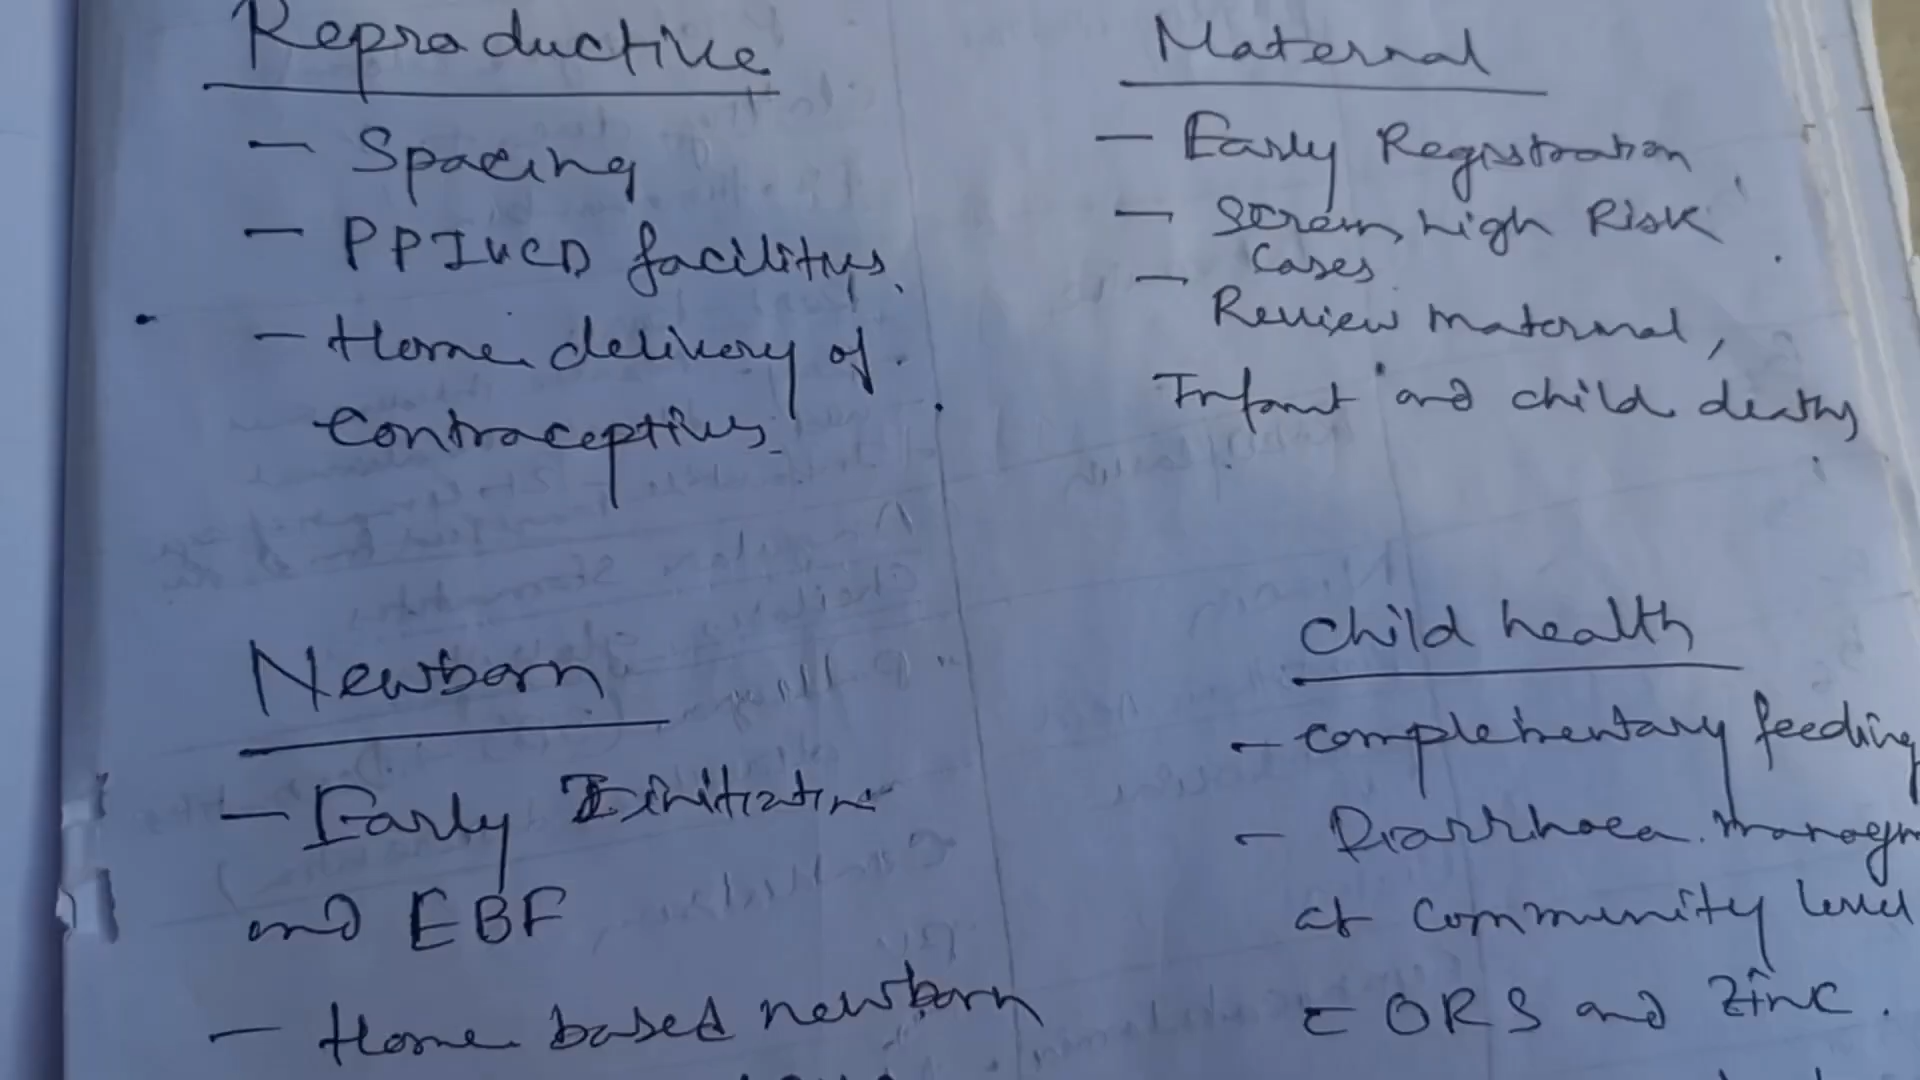 Reproductive
- Spacing
- PPIUCD facilities.
- Home delivery of
Contraceptives.
Maternal
- Early Registration
- Screen high Risk
Cases
- Review maternal,
Infant and child deaths
Newborn
- Early Initiation
and EBF
- Home based newborn
Child health
- complementary feeding
- Diarrhoea managm
at community level
c ORS and Zinc.